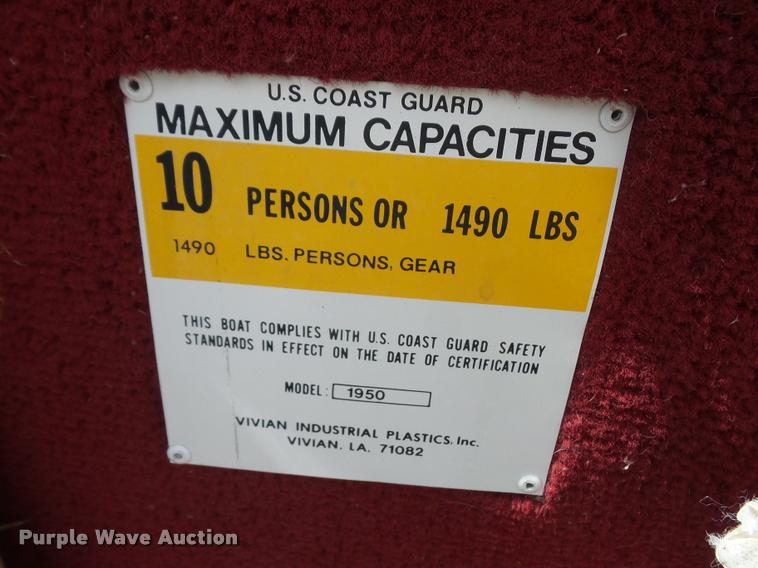 U.S. COAST GUARD
MAXIMUM CAPACITIES
10 PERSONS OR 1490 LBS
1490 LBS. PERSONS, GEAR
THIS BOAT COMPLIES WITH U.S. COAST GUARD SAFETY
STANDARDS IN EFFECT ON THE DATE OF CERTIFICATION
MODEL: 1950
VIVIAN INDUSTRIAL PLASTICS, Inc.
VIVIAN, LA. 71082
Purple Wave Auction